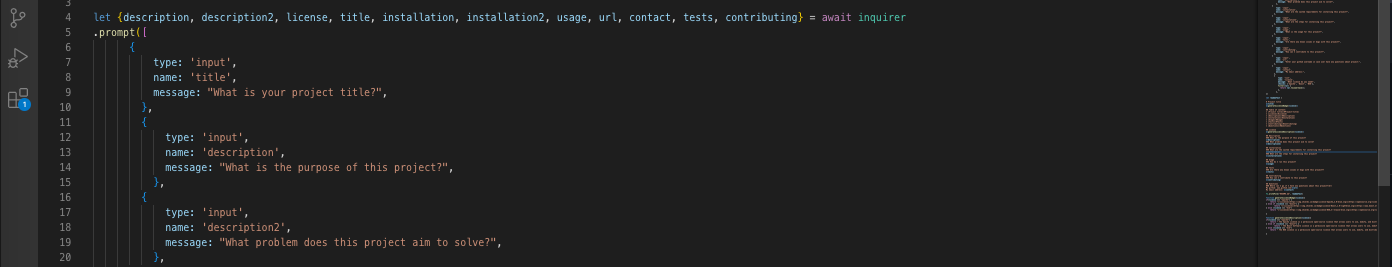 3
4 let {description, description2, license, title, installation, installation2, usage, url, contact, tests, contributing} = await inquirer
5 .prompt([
6 {
7 type: 'input',
8 name: 'title',
9 message: "What is your project title?",
10 },
11 {
12 type: 'input',
13 name: 'description',
14 message: "What is the purpose of this project?",
15 },
16 {
17 type: 'input',
18 name: 'description2',
19 message: "What problem does this project aim to solve?",
20 },
1